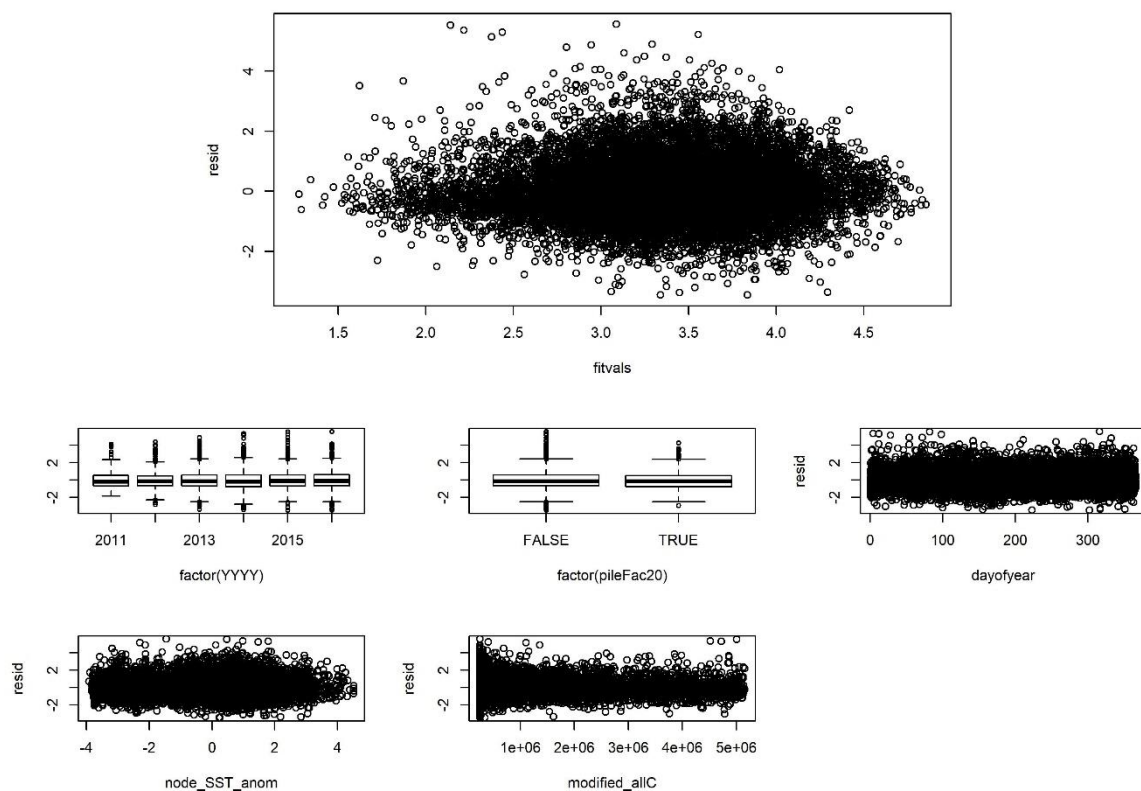 resid
4
2
0
-2
1.5 2.0 2.5 3.0 3.5 4.0 4.5
fitvals
2
-2
2011 2013 2015
factor(YYYY)
2
-2
FALSE TRUE
factor(pileFac20)
resid
2
-2
0 100 200 300
dayofyear
resid
2
-2
-4 -2 0 2 4
node_SST_anom
resid
2
-2
1e+06 2e+06 3e+06 4e+06 5e+06
modified_allC